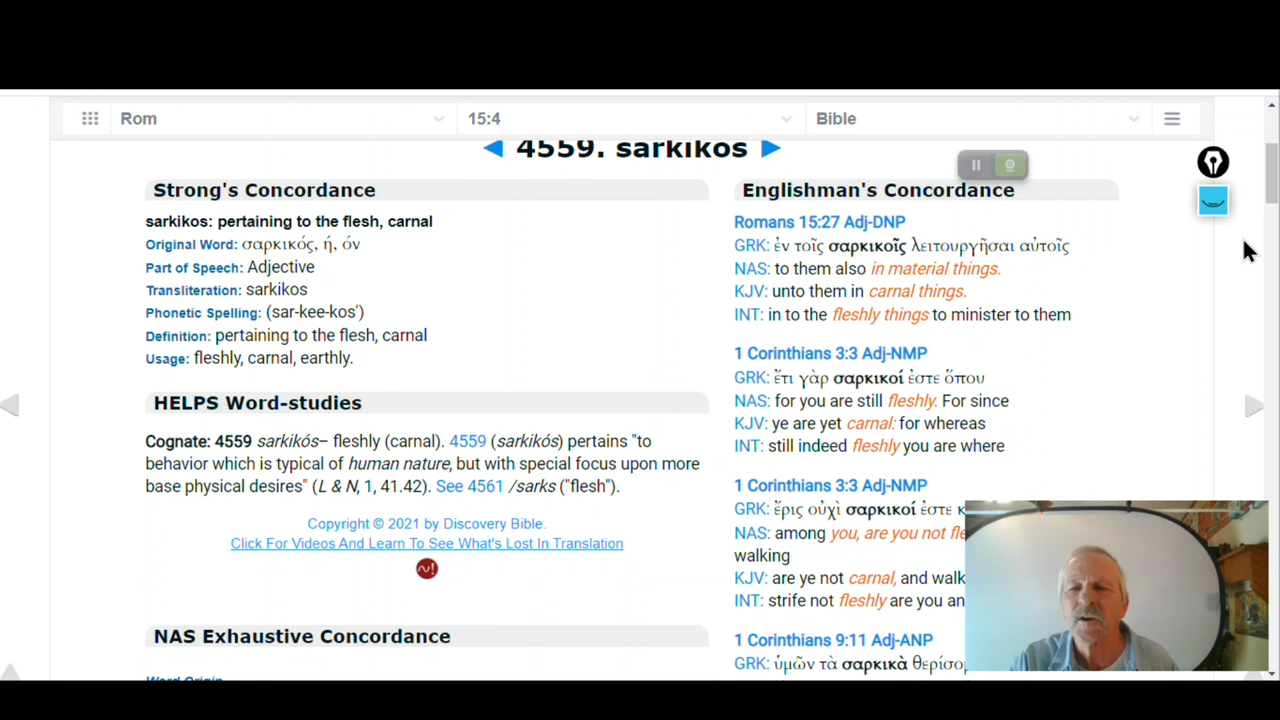 Rom 15:4 Bible
4559. sarkikos
Strong's Concordance
sarkikos: pertaining to the flesh, carnal
Original Word: σαρκικός, ή, όν
Part of Speech: Adjective
Transliteration: sarkikos
Phonetic Spelling: (sar-kee-kos')
Definition: pertaining to the flesh, carnal
Usage: fleshly, carnal, earthly.
HELPS Word-studies
Cognate: 4559 sarkikós– fleshly (carnal). 4559 (sarkikós) pertains "to
behavior which is typical of human nature, but with special focus upon more
base physical desires" (L & N, 1, 41.42). See 4561 /sarks ("flesh").
Copyright © 2021 by Discovery Bible.
Click For Videos And Learn To See What's Lost In Translation
NAS Exhaustive Concordance
Word Origin
Englishman's Concordance
Romans 15:27 Adj-DNP
GRK: ἐν τοῖς σαρκικοῖς λειτουργῆσαι αὐτοῖς
NAS: to them also in material things.
KJV: unto them in carnal things.
INT: in to the fleshly things to minister to them
1 Corinthians 3:3 Adj-NMP
GRK: ἔτι γὰρ σαρκικοί ἐστε ὅπου
NAS: for you are still fleshly. For since
KJV: ye are yet carnal: for whereas
INT: still indeed fleshly you are where
1 Corinthians 3:3 Adj-NMP
GRK: ἔρις οὐχὶ σαρκικοί ἐστε κ
NAS: among you, are you not fle
walking
KJV: are ye not carnal, and walk
INT: strife not fleshly are you an
1 Corinthians 9:11 Adj-ANP
GRK: ὑμῶν τὰ σαρκικὰ θερίσο